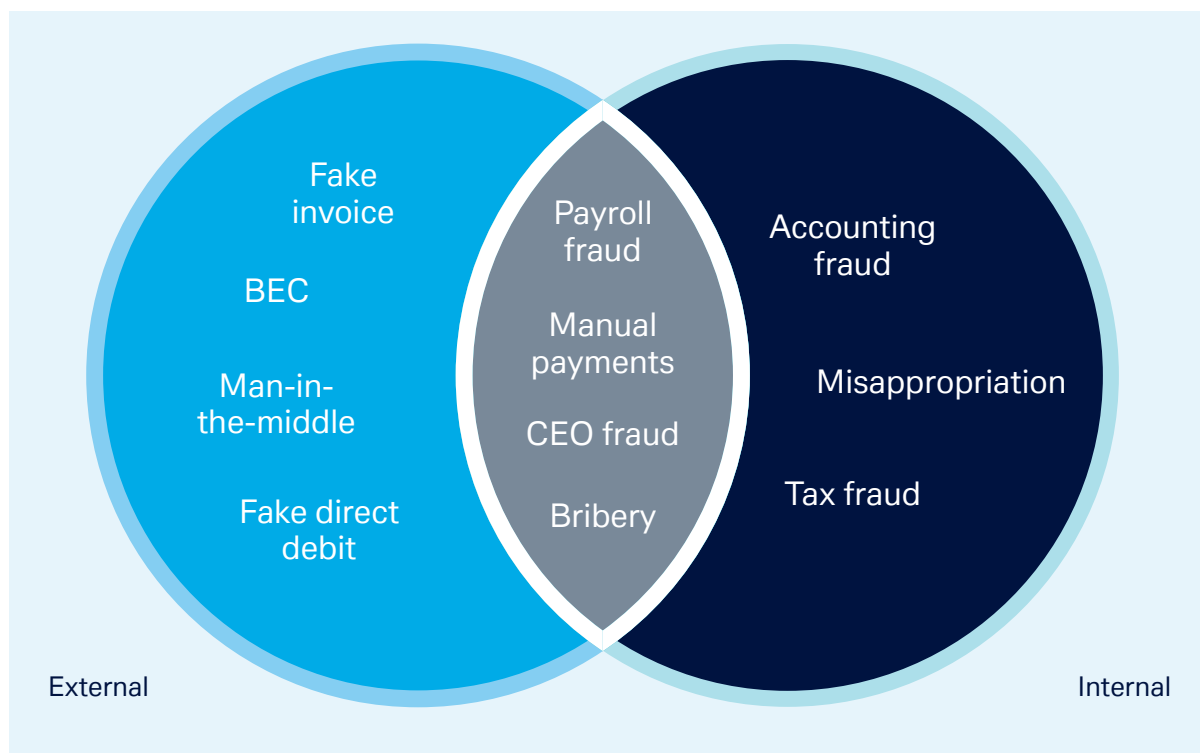 Fake
invoice
BEC
Man-in-
the-middle
Fake direct
debit
Payroll
fraud
Manual
payments
CEO fraud
Bribery
Accounting
fraud
Misappropriation
Tax fraud
External
Internal